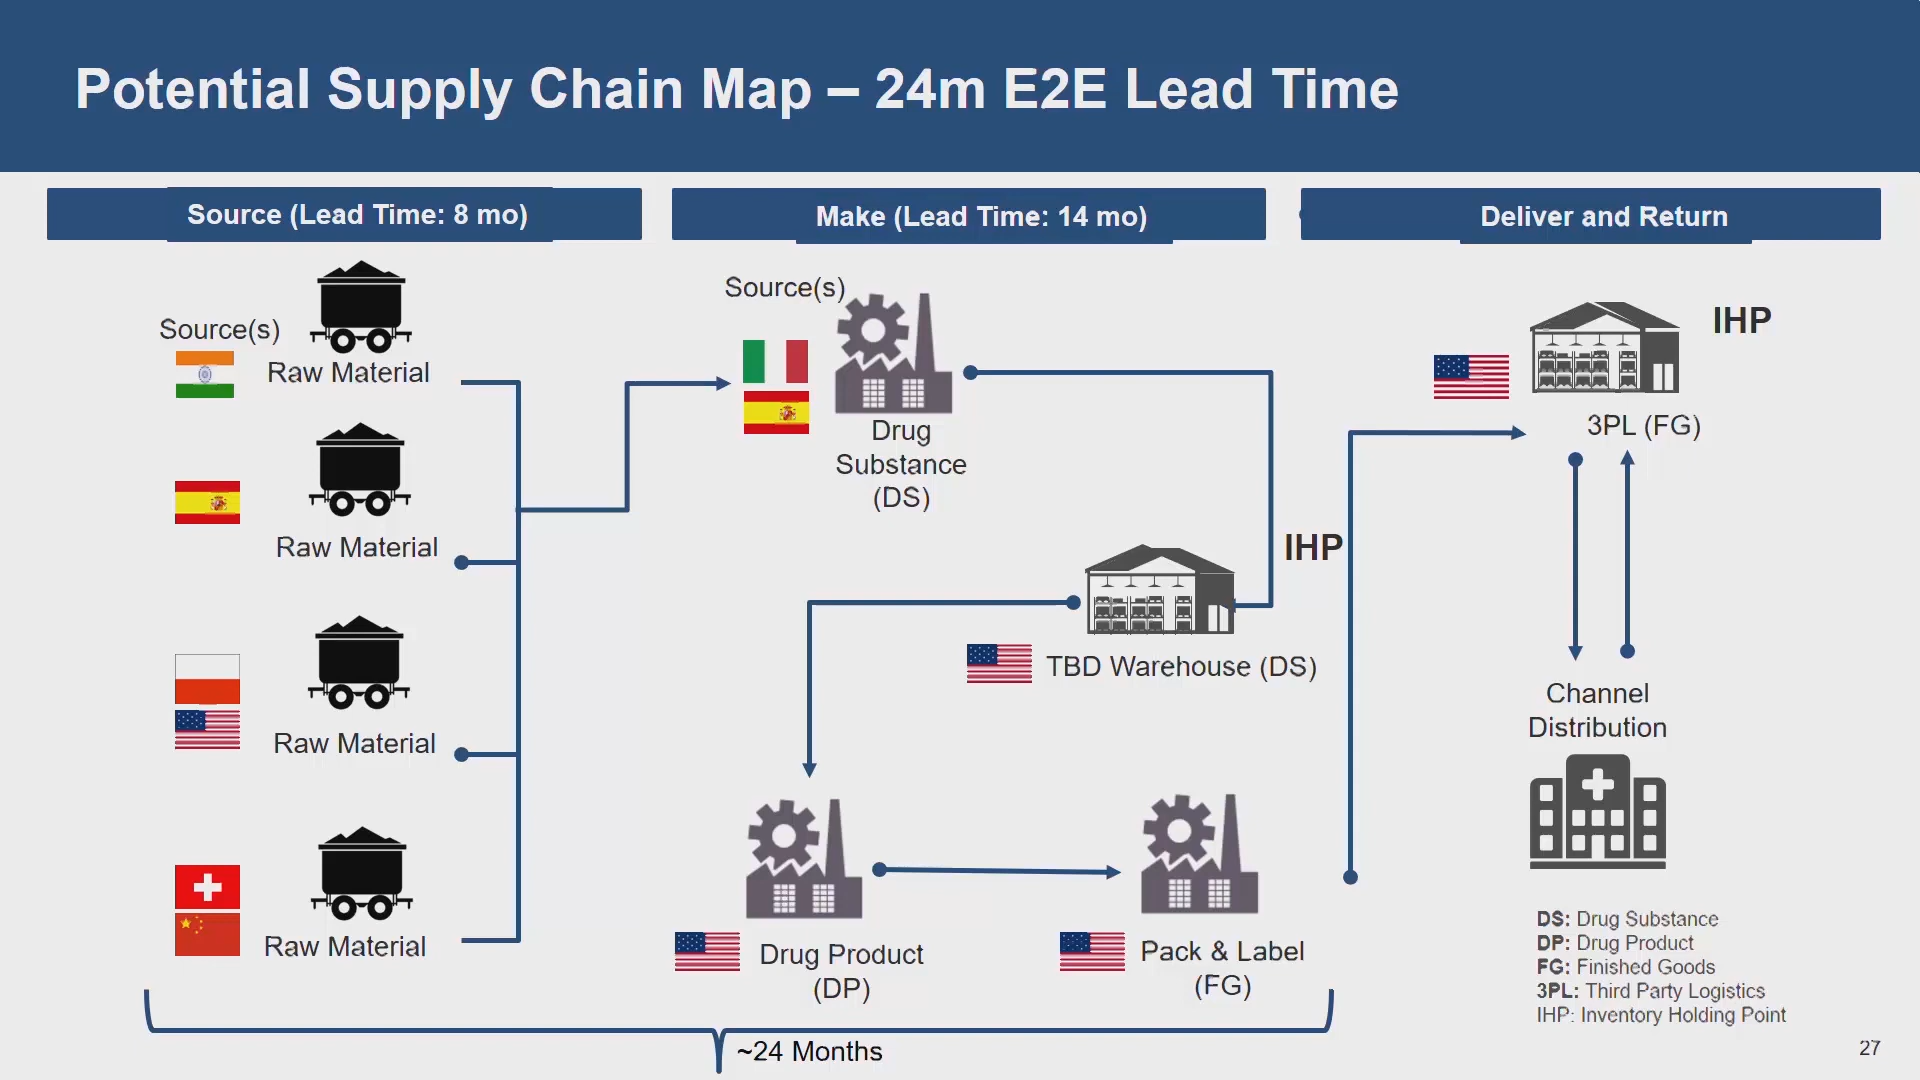 Potential Supply Chain Map – 24m E2E Lead Time
Source (Lead Time: 8 mo)
Make (Lead Time: 14 mo)
Deliver and Return
Source(s)
Raw Material
Raw Material
Raw Material
Raw Material
Source(s)
Drug
Substance
(DS)
IHP
TBD Warehouse (DS)
Drug Product
(DP)
Pack & Label
(FG)
~24 Months
IHP
3PL (FG)
Channel
Distribution
DS: Drug Substance
DP: Drug Product
FG: Finished Goods
3PL: Third Party Logistics
IHP: Inventory Holding Point
27